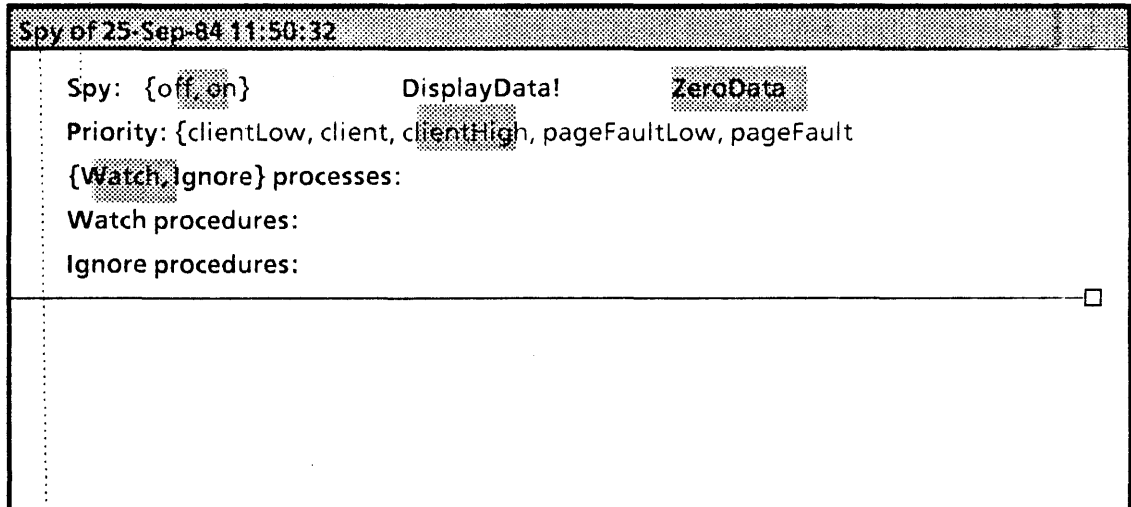 Spy of 25-Sep-84 11:50:32
Spy: {off, on} DisplayData! ZeroData
Priority: {clientLow, client, clientHigh, pageFaultLow, pageFault
{Watch, Ignore} processes:
Watch procedures:
Ignore procedures: